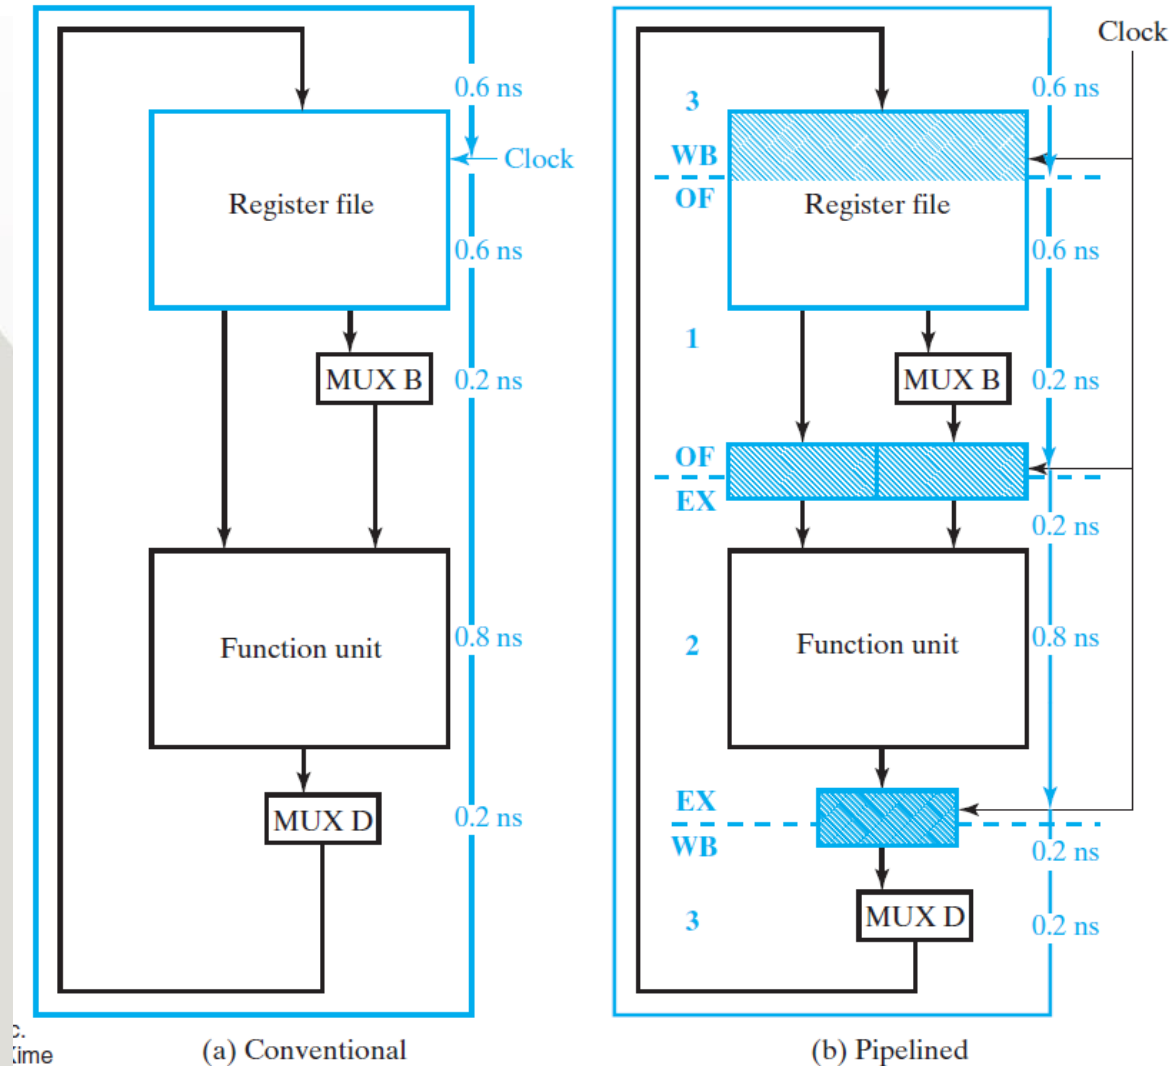 0.6 ns
Clock
Register file
0.6 ns
MUX B
0.2 ns
Function unit
0.8 ns
MUX D
0.2 ns
c.
Kime
(a) Conventional
Clock
0.6 ns
3
WB
OF
Register file
0.6 ns
1
MUX B
0.2 ns
OF
EX
0.2 ns
2
Function unit
0.8 ns
EX
WB
0.2 ns
3
MUX D
0.2 ns
(b) Pipelined